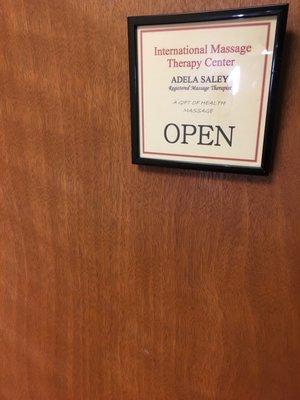 International Massage
Therapy Center
ADELA SALEY
Registered Massage Therapist
A GIFT OF HEALTH
MASSAGE
OPEN